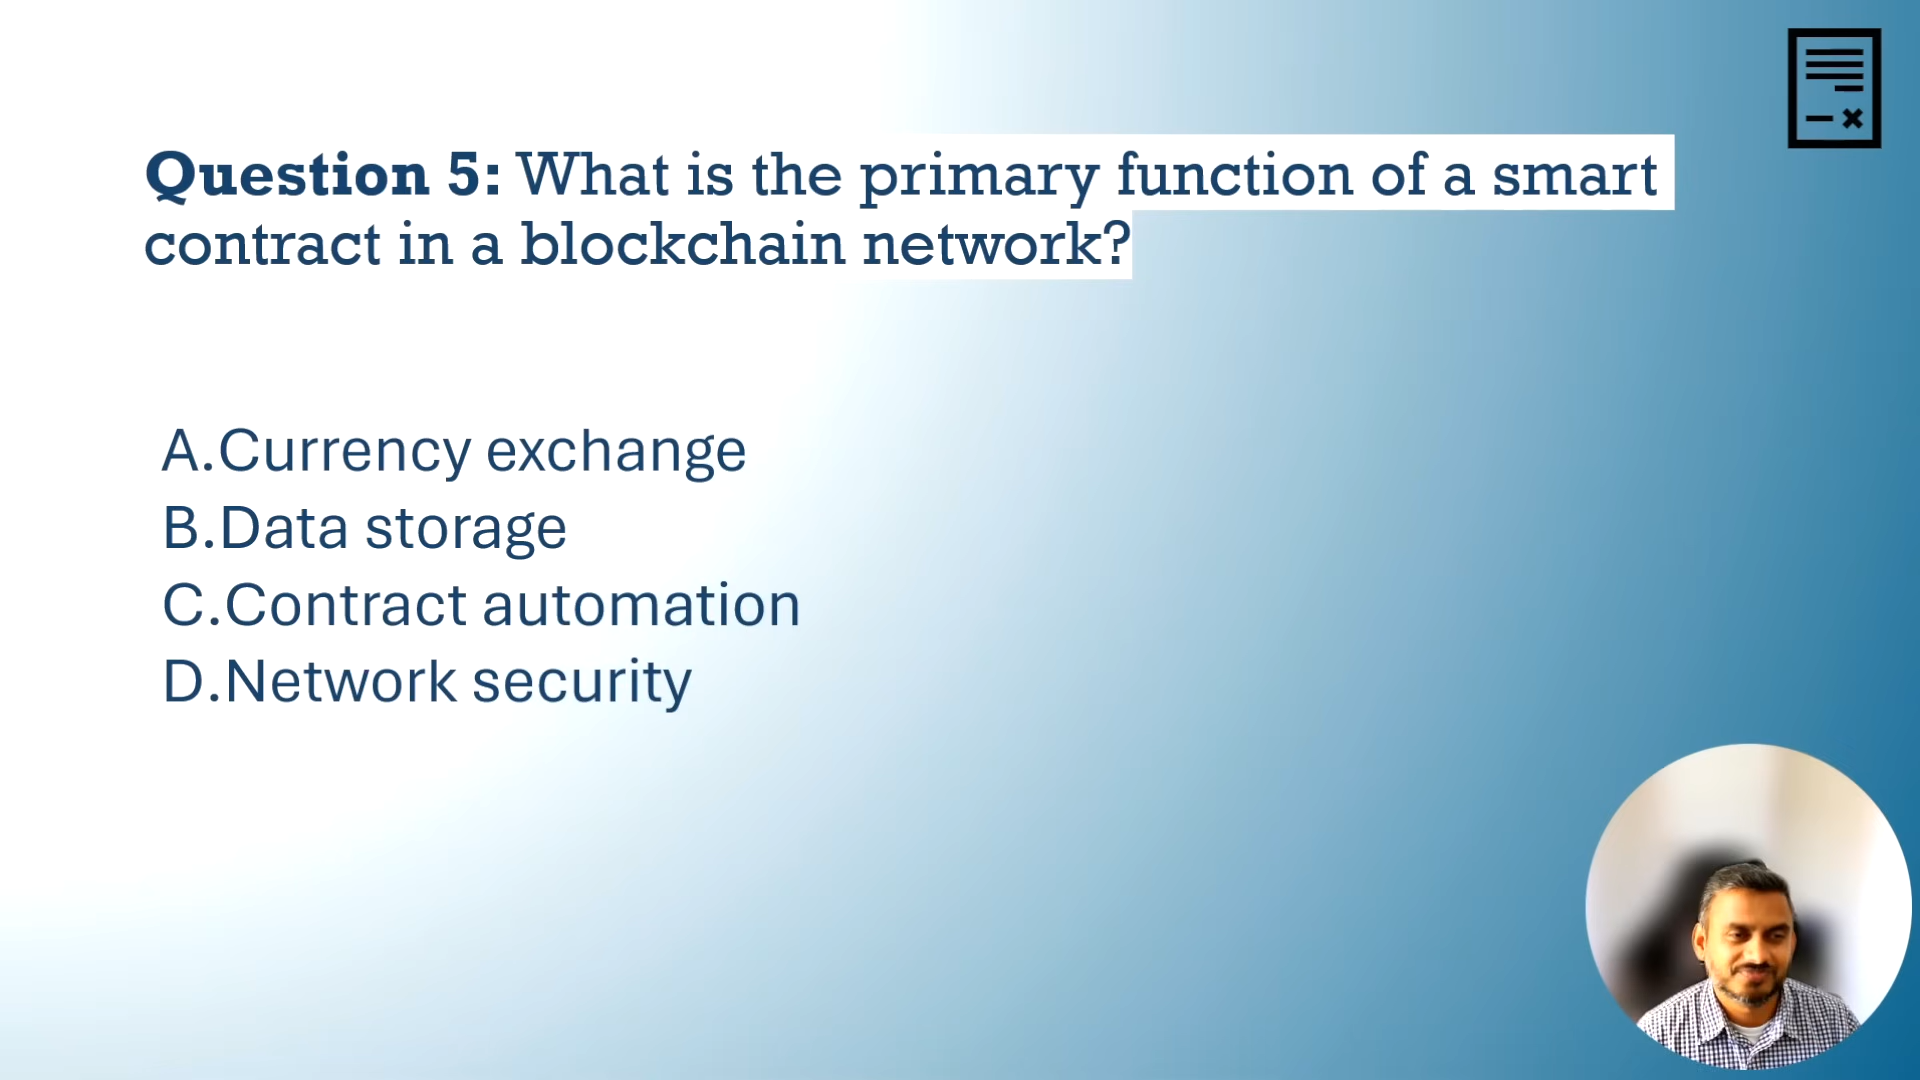 Question 5: What is the primary function of a smart
contract in a blockchain network?
A.Currency exchange
B.Data storage
C.Contract automation
D.Network security